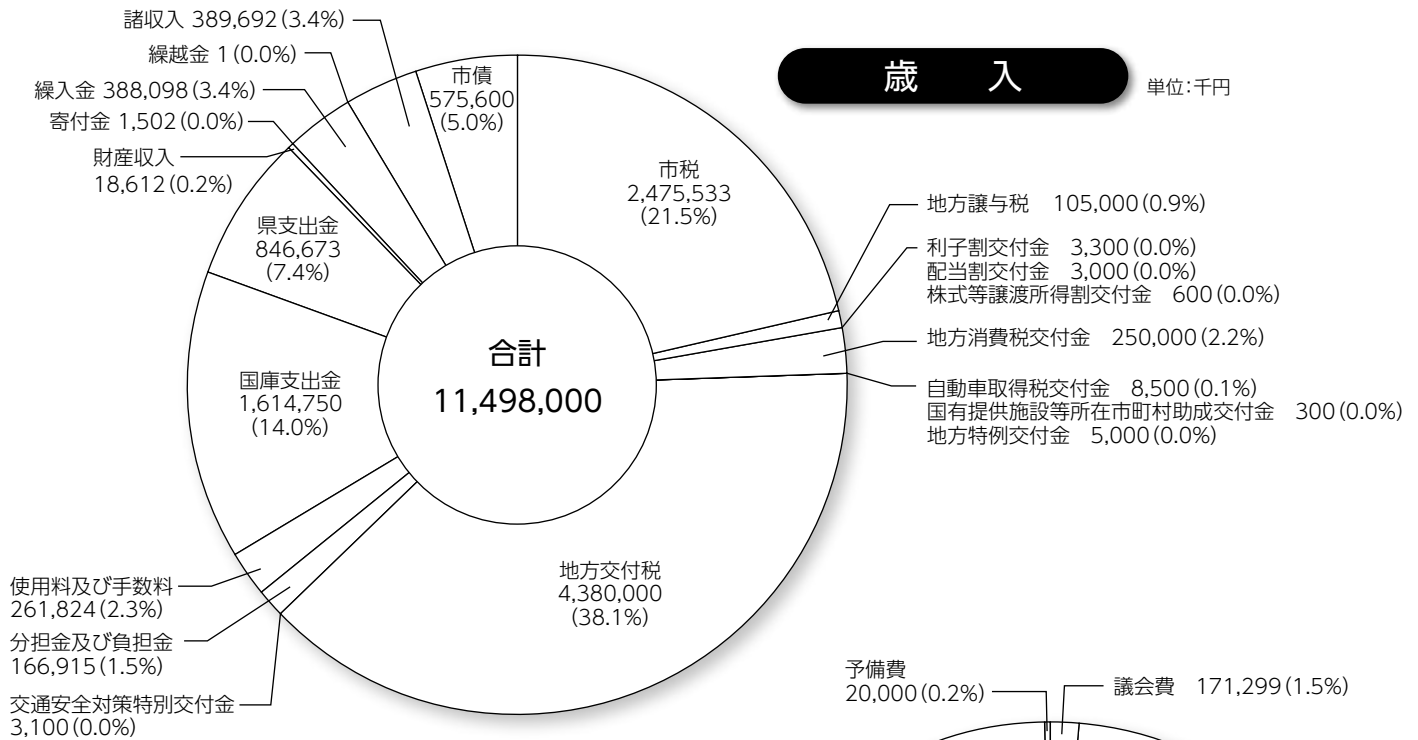 歳 入
単位:千円
市税
2,475,533
(21.5%)
地方譲与税 105,000(0.9%)
利子割交付金 3,300(0.0%)
配当割交付金 3,000(0.0%)
株式等譲渡所得割交付金 600(0.0%)
地方消費税交付金 250,000(2.2%)
自動車取得税交付金 8,500(0.1%)
国有提供施設等所在市町村助成交付金 300(0.0%)
地方特例交付金 5,000(0.0%)
地方交付税
4,380,000
(38.1%)
交通安全対策特別交付金
3,100(0.0%)
分担金及び負担金
166,915(1.5%)
使用料及び手数料
261,824(2.3%)
国庫支出金
1,614,750
(14.0%)
県支出金
846,673
(7.4%)
財産収入
18,612(0.2%)
寄付金 1,502(0.0%)
繰入金 388,098(3.4%)
繰越金 1(0.0%)
諸収入 389,692(3.4%)
市債
575,600
(5.0%)
合計
11,498,000
予備費
20,000(0.2%)
議会費 171,299(1.5%)